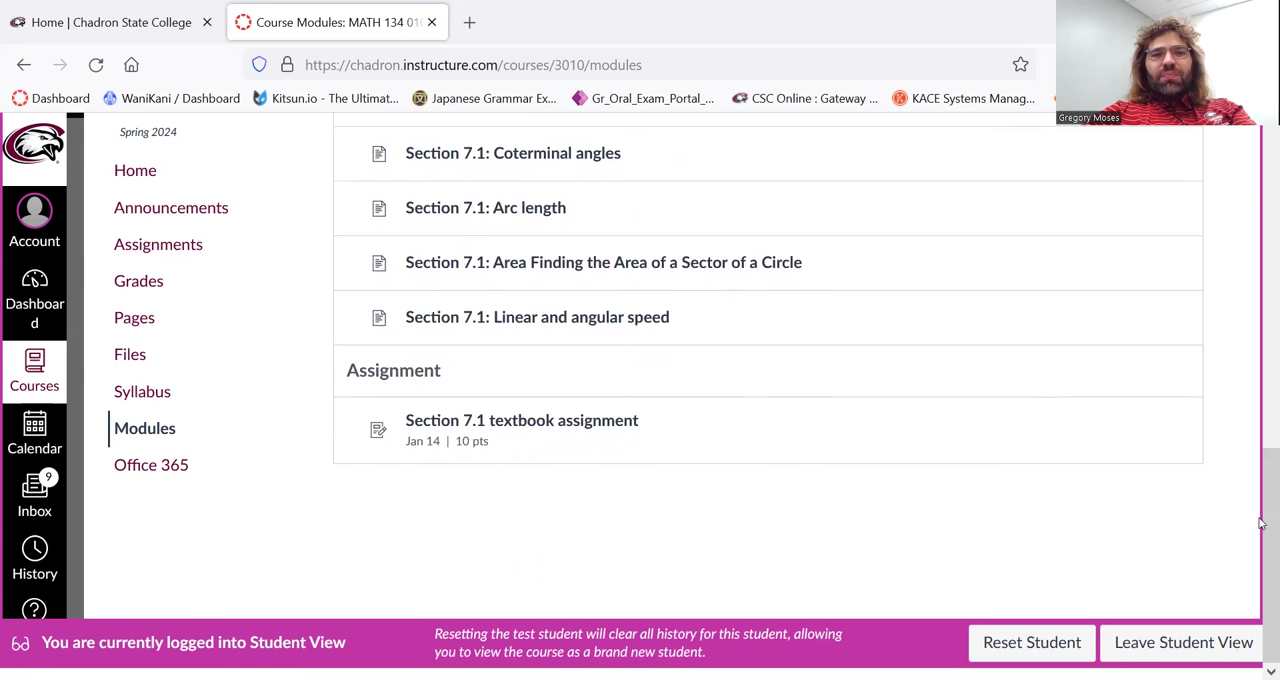 Home | Chadron State College
Course Modules: MATH 134 01
https://chadron.instructure.com/courses/3010/modules
Dashboard
WaniKani / Dashboard
Kitsun.io - The Ultimat...
Japanese Grammar Ex...
Gr_Oral_Exam_Portal_...
CSC Online : Gateway ...
KACE Systems Manag...
Gregory Moses
Account
Dashboar
d
Courses
Calendar
9
Inbox
History
Spring 2024
Home
Announcements
Assignments
Grades
Pages
Files
Syllabus
Modules
Office 365
Section 7.1: Coterminal angles
Section 7.1: Arc length
Section 7.1: Area Finding the Area of a Sector of a Circle
Section 7.1: Linear and angular speed
Assignment
Section 7.1 textbook assignment
Jan 14 | 10 pts
You are currently logged into Student View
Resetting the test student will clear all history for this student, allowing
you to view the course as a brand new student.
Reset Student
Leave Student View